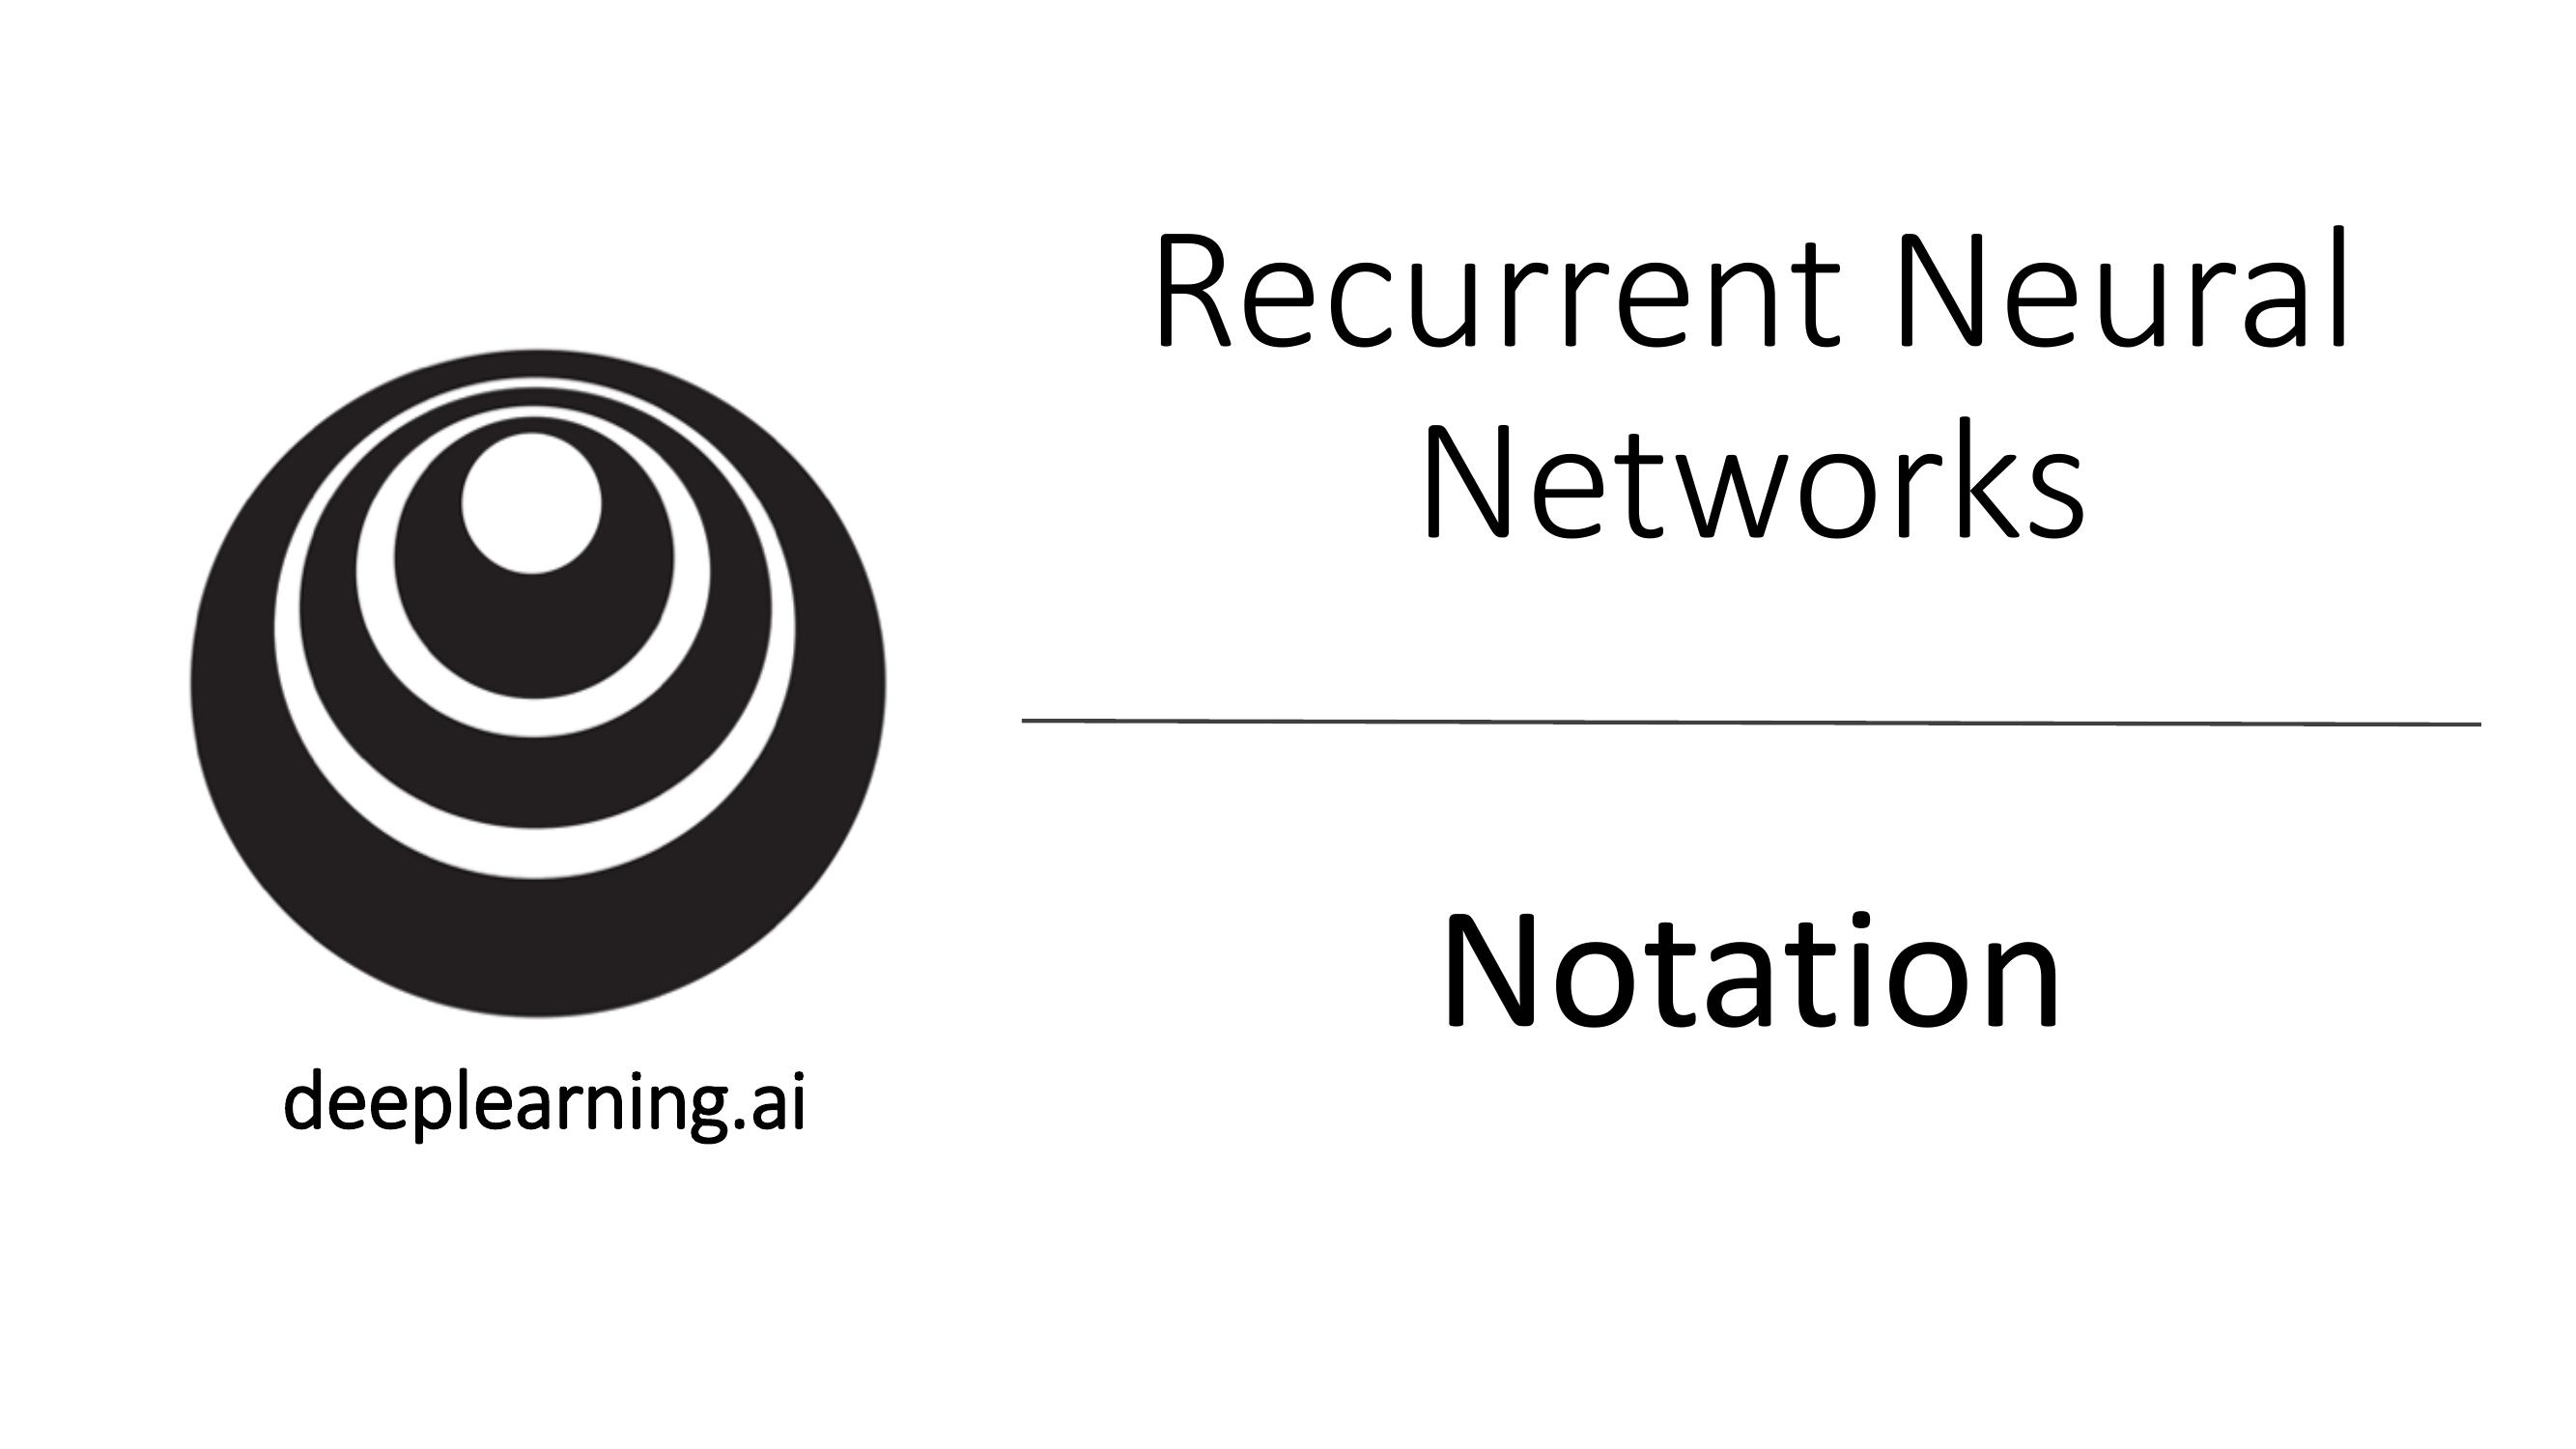 Recurrent Neural
Networks
Notation
deeplearning.ai